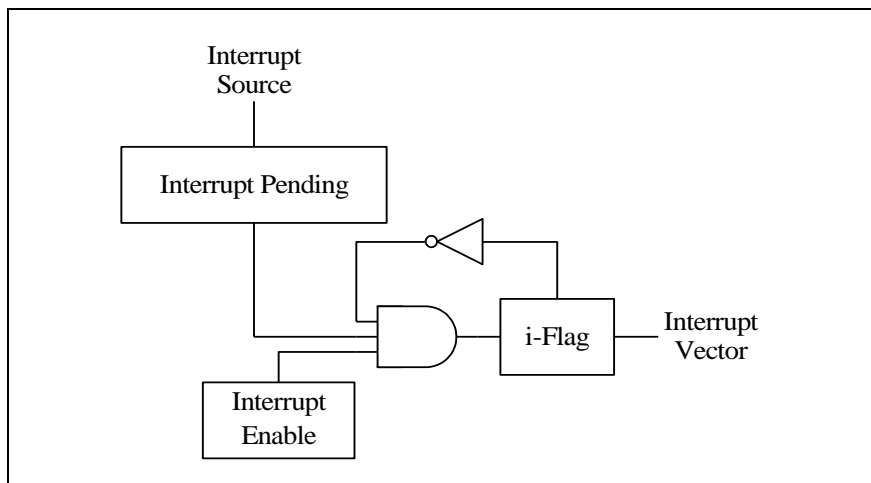 Interrupt
Source
Interrupt Pending
i-Flag
Interrupt
Vector
Interrupt
Enable